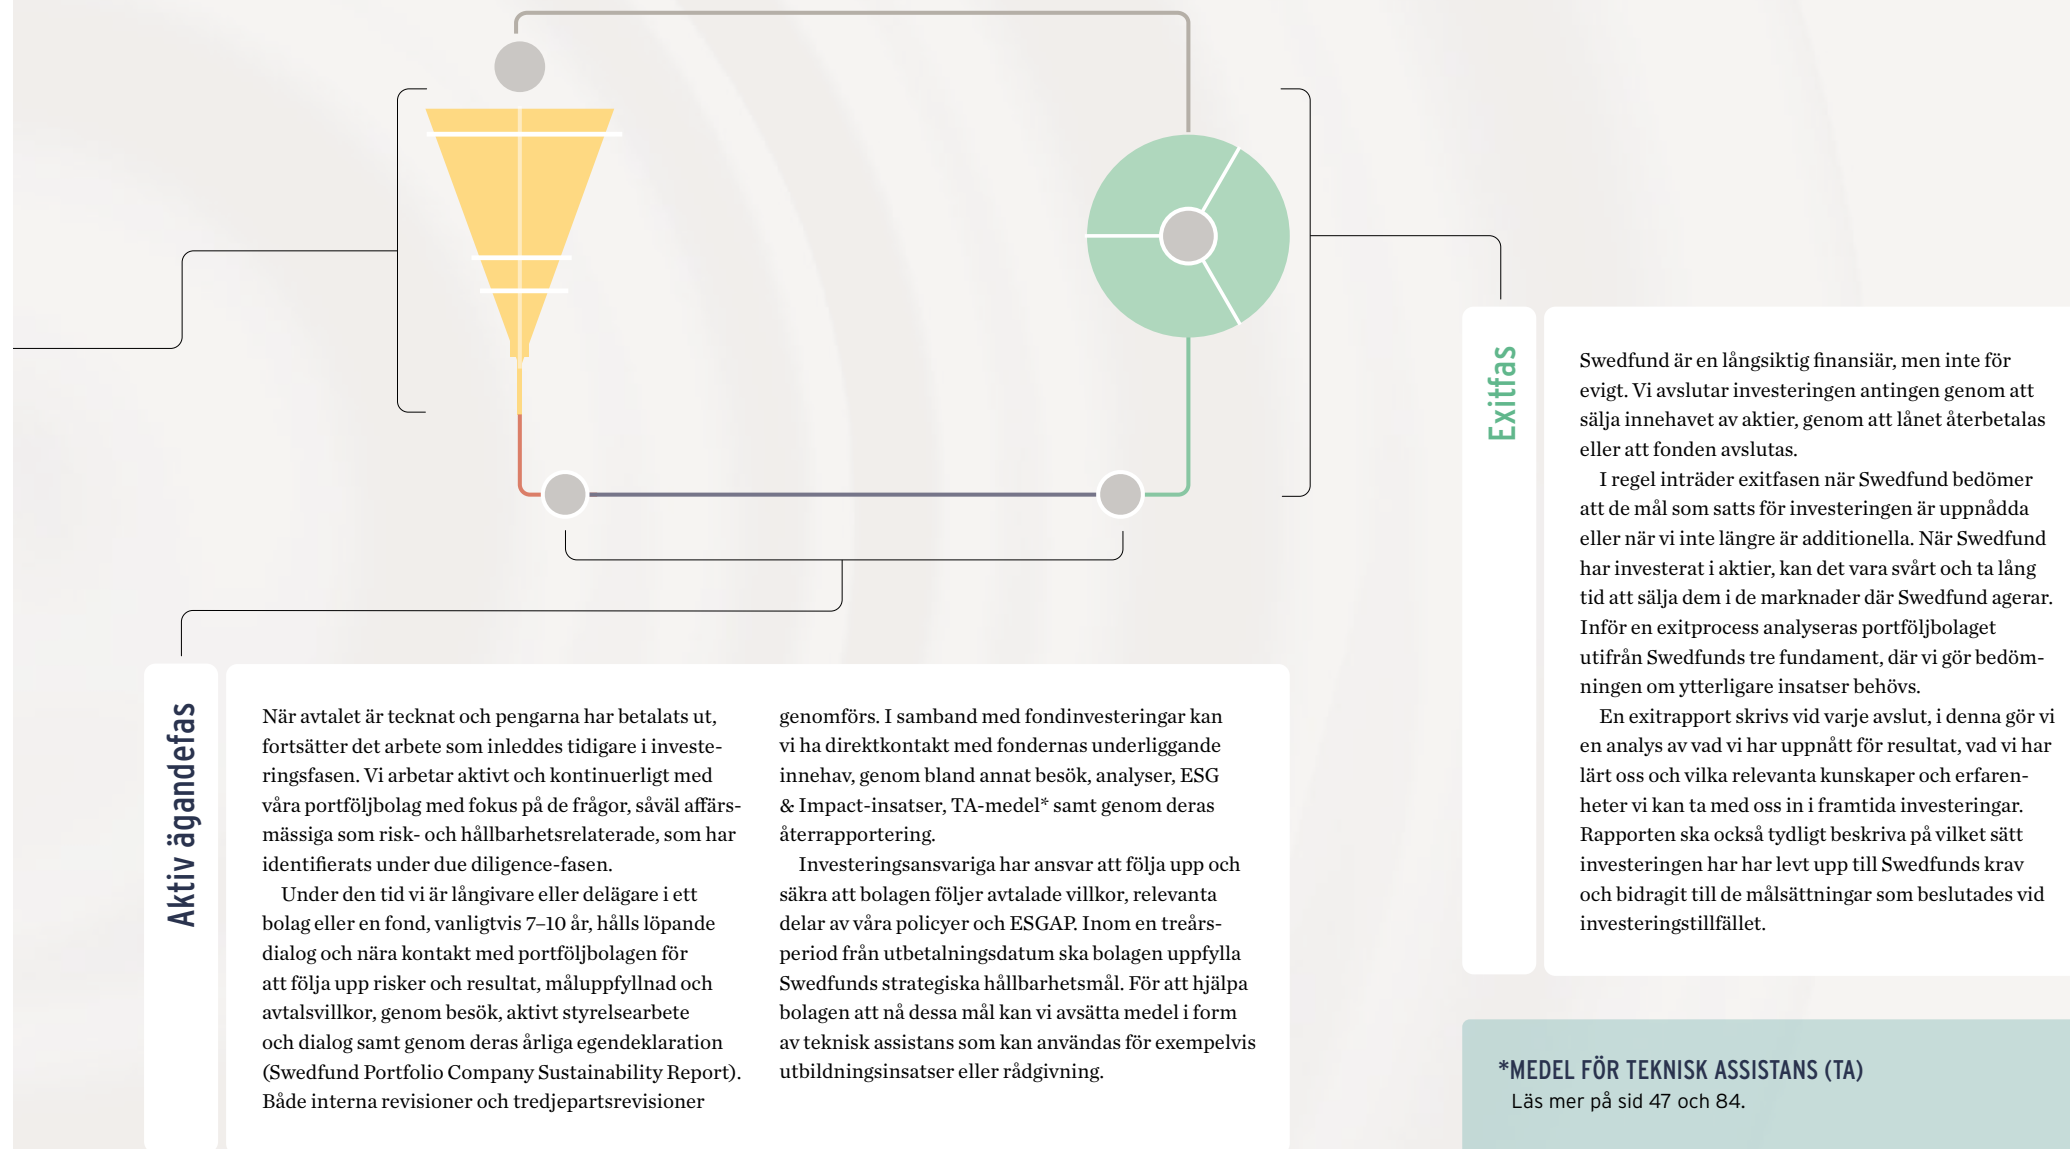 Aktiv ägandefas
När avtalet är tecknat och pengarna har betalats ut,
fortsätter det arbete som inleddes tidigare i investe-
ringsfasen. Vi arbetar aktivt och kontinuerligt med
våra portföljbolag med fokus på de frågor, såväl affärs-
mässiga som risk- och hållbarhetsrelaterade, som har
identifierats under due diligence-fasen.
Under den tid vi är långivare eller delägare i ett
bolag eller en fond, vanligtvis 7–10 år, hålls löpande
dialog och nära kontakt med portföljbolagen för
att följa upp risker och resultat, måluppfyllnad och
avtalsvillkor, genom besök, aktivt styrelsearbete
och dialog samt genom deras årliga egendeklaration
(Swedfund Portfolio Company Sustainability Report).
Både interna revisioner och tredjepartsrevisioner
genomförs. I samband med fondinvesteringar kan
vi ha direktkontakt med fondernas underliggande
innehav, genom bland annat besök, analyser, ESG
& Impact-insatser, TA-medel* samt genom deras
återrapportering.
Investeringsansvariga har ansvar att följa upp och
säkra att bolagen följer avtalade villkor, relevanta
delar av våra policyer och ESGAP. Inom en treårs-
period från utbetalningsdatum ska bolagen uppfylla
Swedfunds strategiska hållbarhetsmål. För att hjälpa
bolagen att nå dessa mål kan vi avsätta medel i form
av teknisk assistans som kan användas för exempelvis
utbildningsinsatser eller rådgivning.
Exitfas
Swedfund är en långsiktig finansiär, men inte för
evigt. Vi avslutar investeringen antingen genom att
sälja innehavet av aktier, genom att lånet återbetalas
eller att fonden avslutas.
I regel inträder exitfasen när Swedfund bedömer
att de mål som satts för investeringen är uppnådda
eller när vi inte längre är additionella. När Swedfund
har investerat i aktier, kan det vara svårt och ta lång
tid att sälja dem i de marknader där Swedfund agerar.
Inför en exitprocess analyseras portföljbolaget
utifrån Swedfunds tre fundament, där vi gör bedöm-
ningen om ytterligare insatser behövs.
En exitrapport skrivs vid varje avslut, i denna gör vi
en analys av vad vi har uppnått för resultat, vad vi har
lärt oss och vilka relevanta kunskaper och erfaren-
heter vi kan ta med oss in i framtida investeringar.
Rapporten ska också tydligt beskriva på vilket sätt
investeringen har har levt upp till Swedfunds krav
och bidragit till de målsättningar som beslutades vid
investeringstillfället.
*MEDEL FÖR TEKNISK ASSISTANS (TA)
Läs mer på sid 47 och 84.